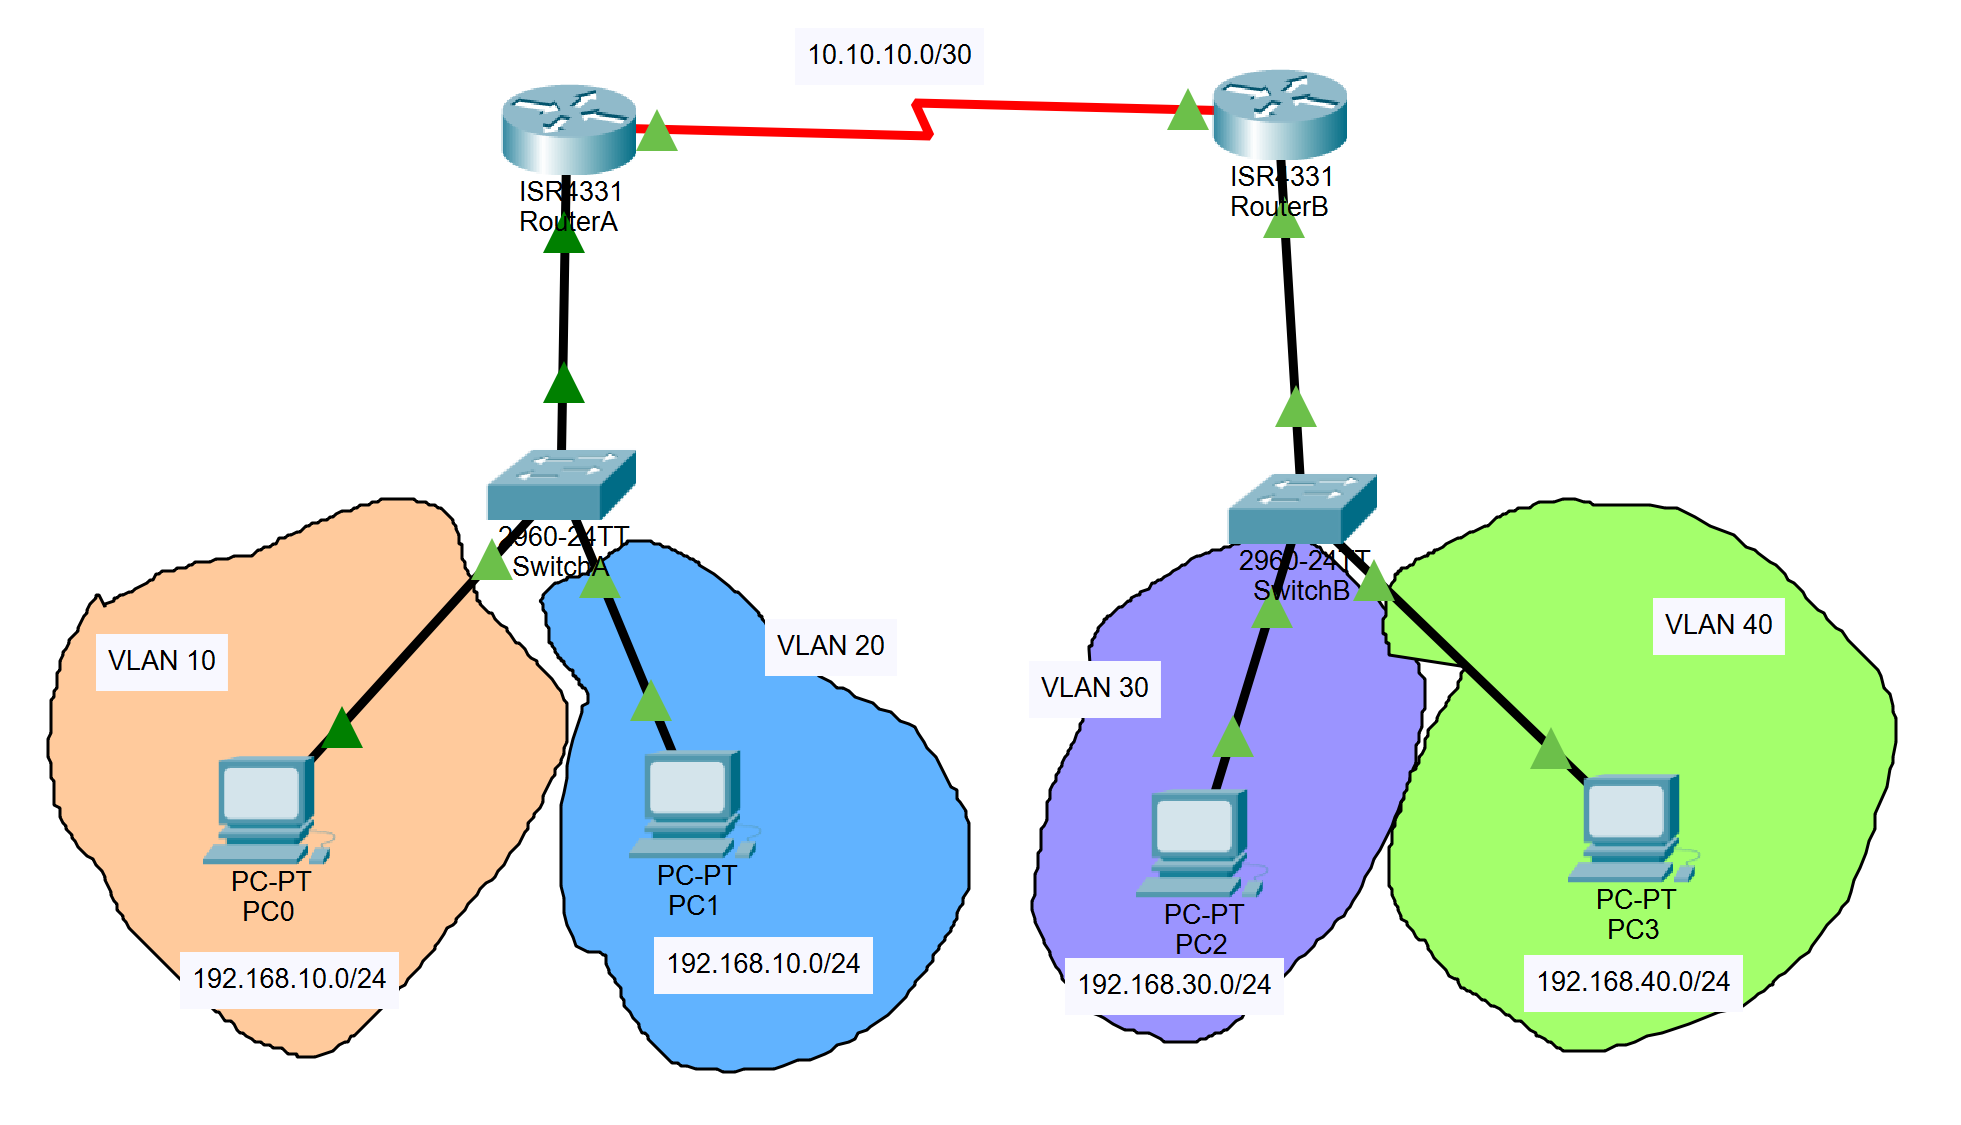 10.10.10.0/30
ISR4331
RouterA
ISR4331
RouterB
2960-24TT
SwitchA
2960-24TT
SwitchB
VLAN 10
VLAN 20
VLAN 30
VLAN 40
PC-PT
PC0
PC-PT
PC1
PC-PT
PC2
PC-PT
PC3
192.168.10.0/24
192.168.10.0/24
192.168.30.0/24
192.168.40.0/24